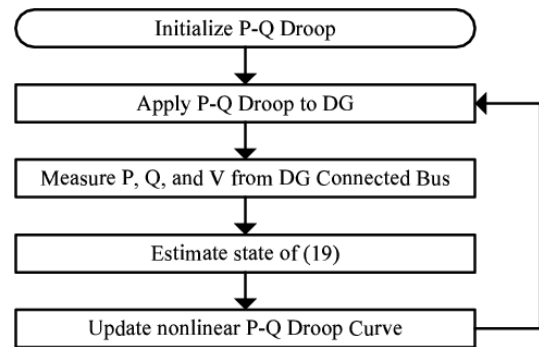 Initialize P-Q Droop
Apply P-Q Droop to DG
Measure P, Q, and V from DG Connected Bus
Estimate state of (19)
Update nonlinear P-Q Droop Curve